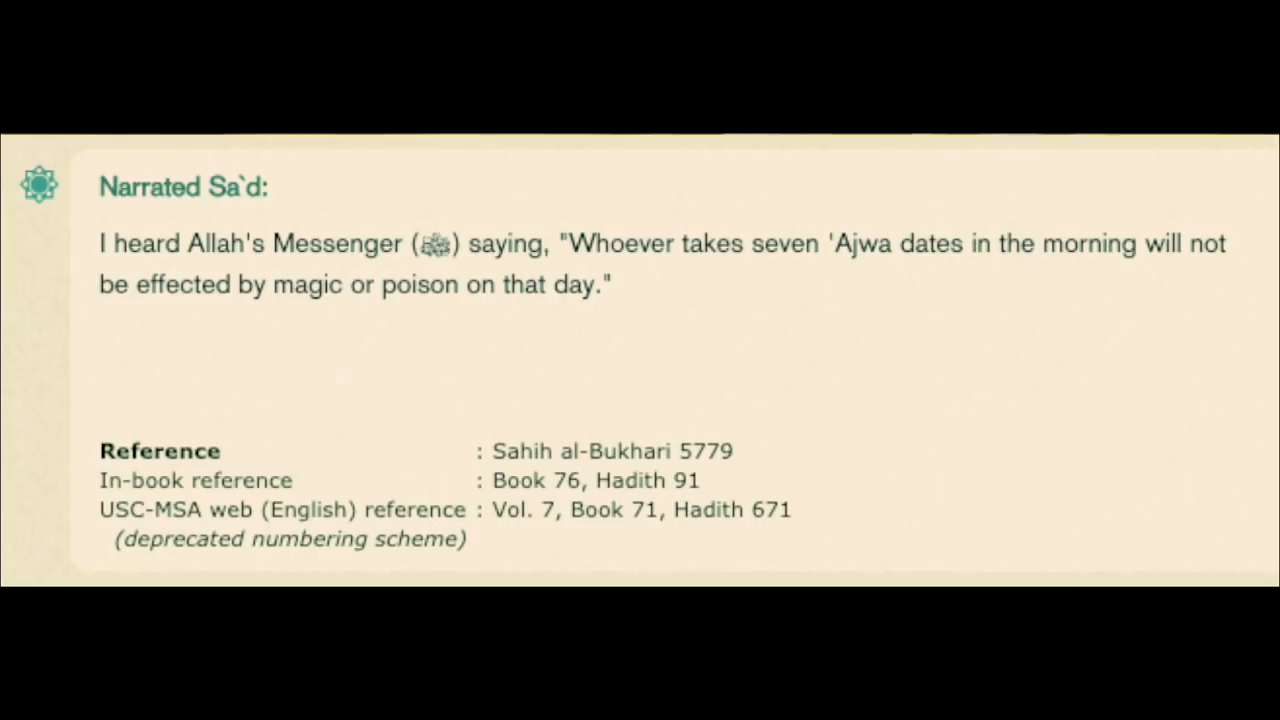 Narrated Sa`d:
I heard Allah's Messenger (ﷺ) saying, "Whoever takes seven 'Ajwa dates in the morning will not
be effected by magic or poison on that day."
Reference : Sahih al-Bukhari 5779
In-book reference : Book 76, Hadith 91
USC-MSA web (English) reference : Vol. 7, Book 71, Hadith 671
(deprecated numbering scheme)